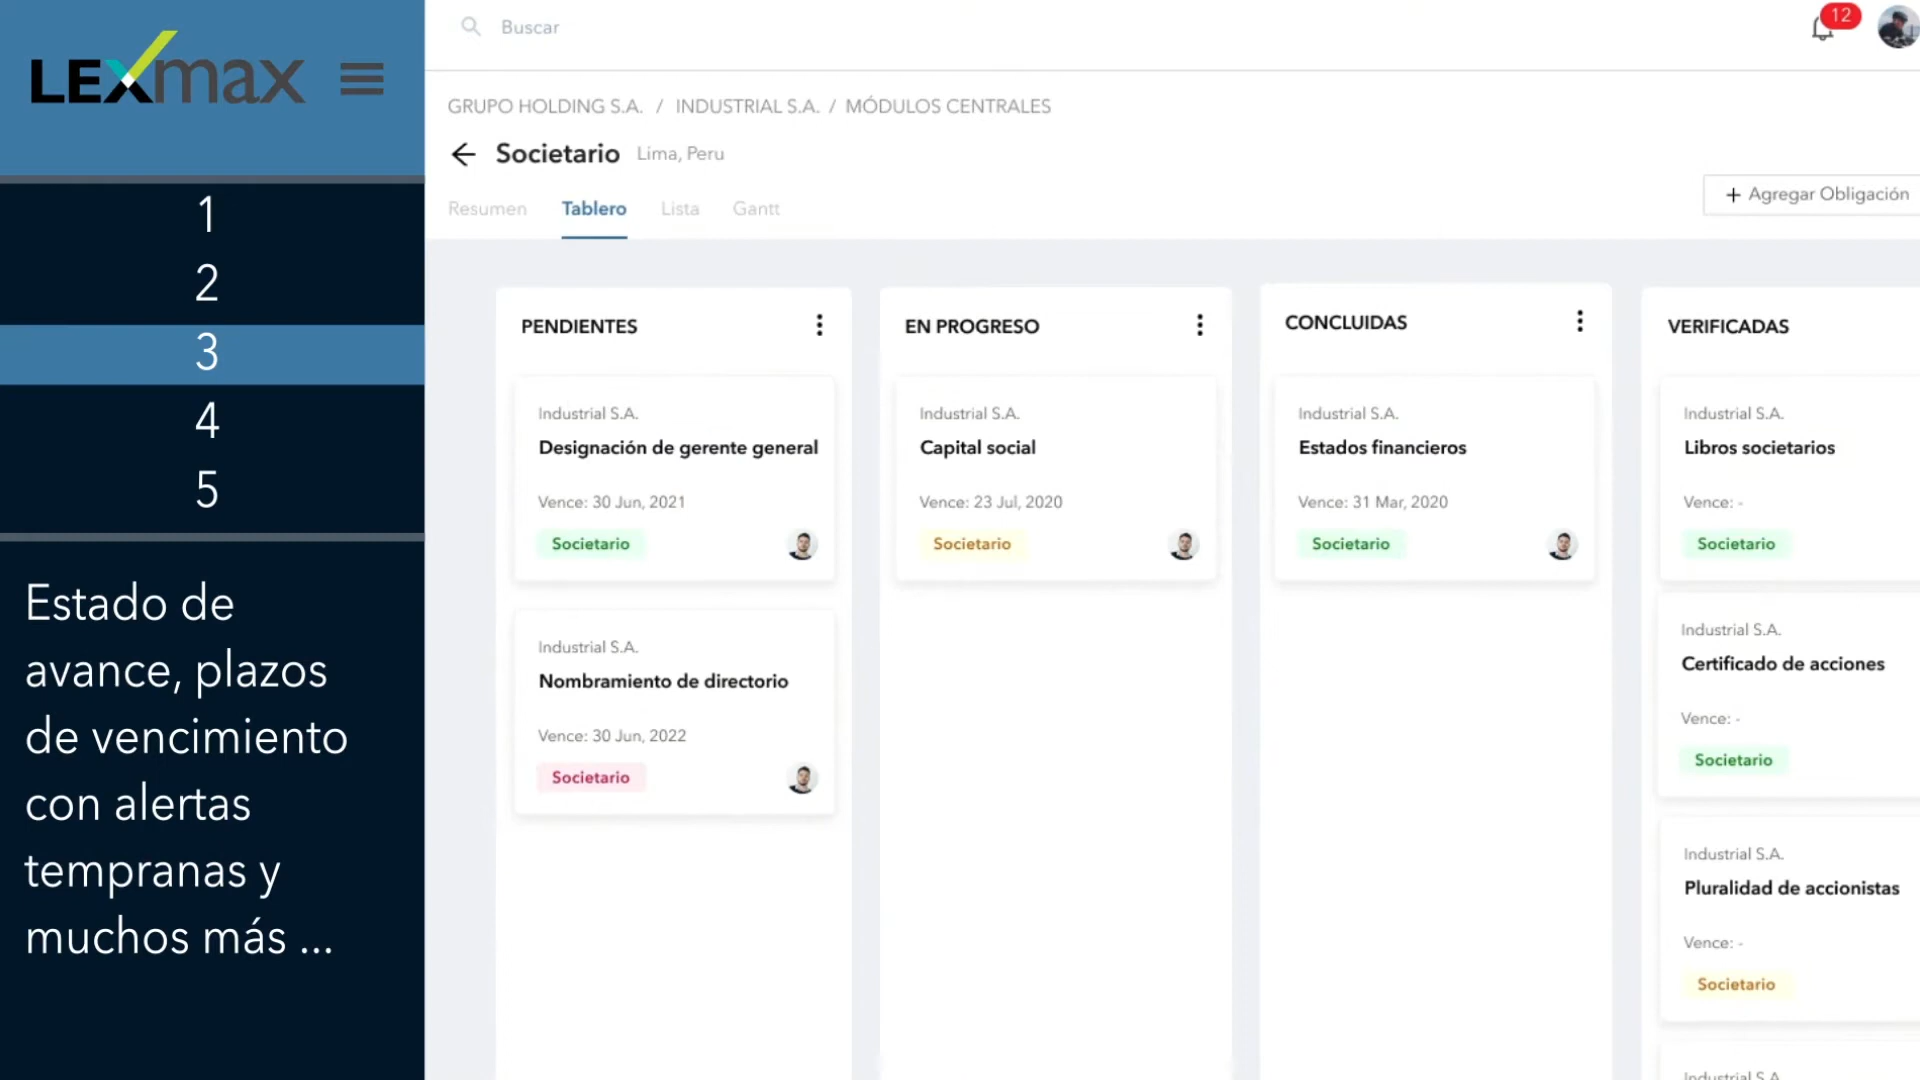 LEXmax
1
2
3
4
5
Estado de
avance, plazos
de vencimiento
con alertas
tempranas y
muchos más ...
Buscar
12
GRUPO HOLDING S.A. / INDUSTRIAL S.A. / MÓDULOS CENTRALES
Societario Lima, Peru
Resumen Tablero Lista Gantt
+ Agregar Obligación
PENDIENTES
Industrial S.A.
Designación de gerente general
Vence: 30 Jun, 2021
Societario
Industrial S.A.
Nombramiento de directorio
Vence: 30 Jun, 2022
Societario
EN PROGRESO
Industrial S.A.
Capital social
Vence: 23 Jul, 2020
Societario
CONCLUIDAS
Industrial S.A.
Estados financieros
Vence: 31 Mar, 2020
Societario
VERIFICADAS
Industrial S.A.
Libros societarios
Vence: -
Societario
Industrial S.A.
Certificado de acciones
Vence: -
Societario
Industrial S.A.
Pluralidad de accionistas
Vence: -
Societario
Industrial S.A.